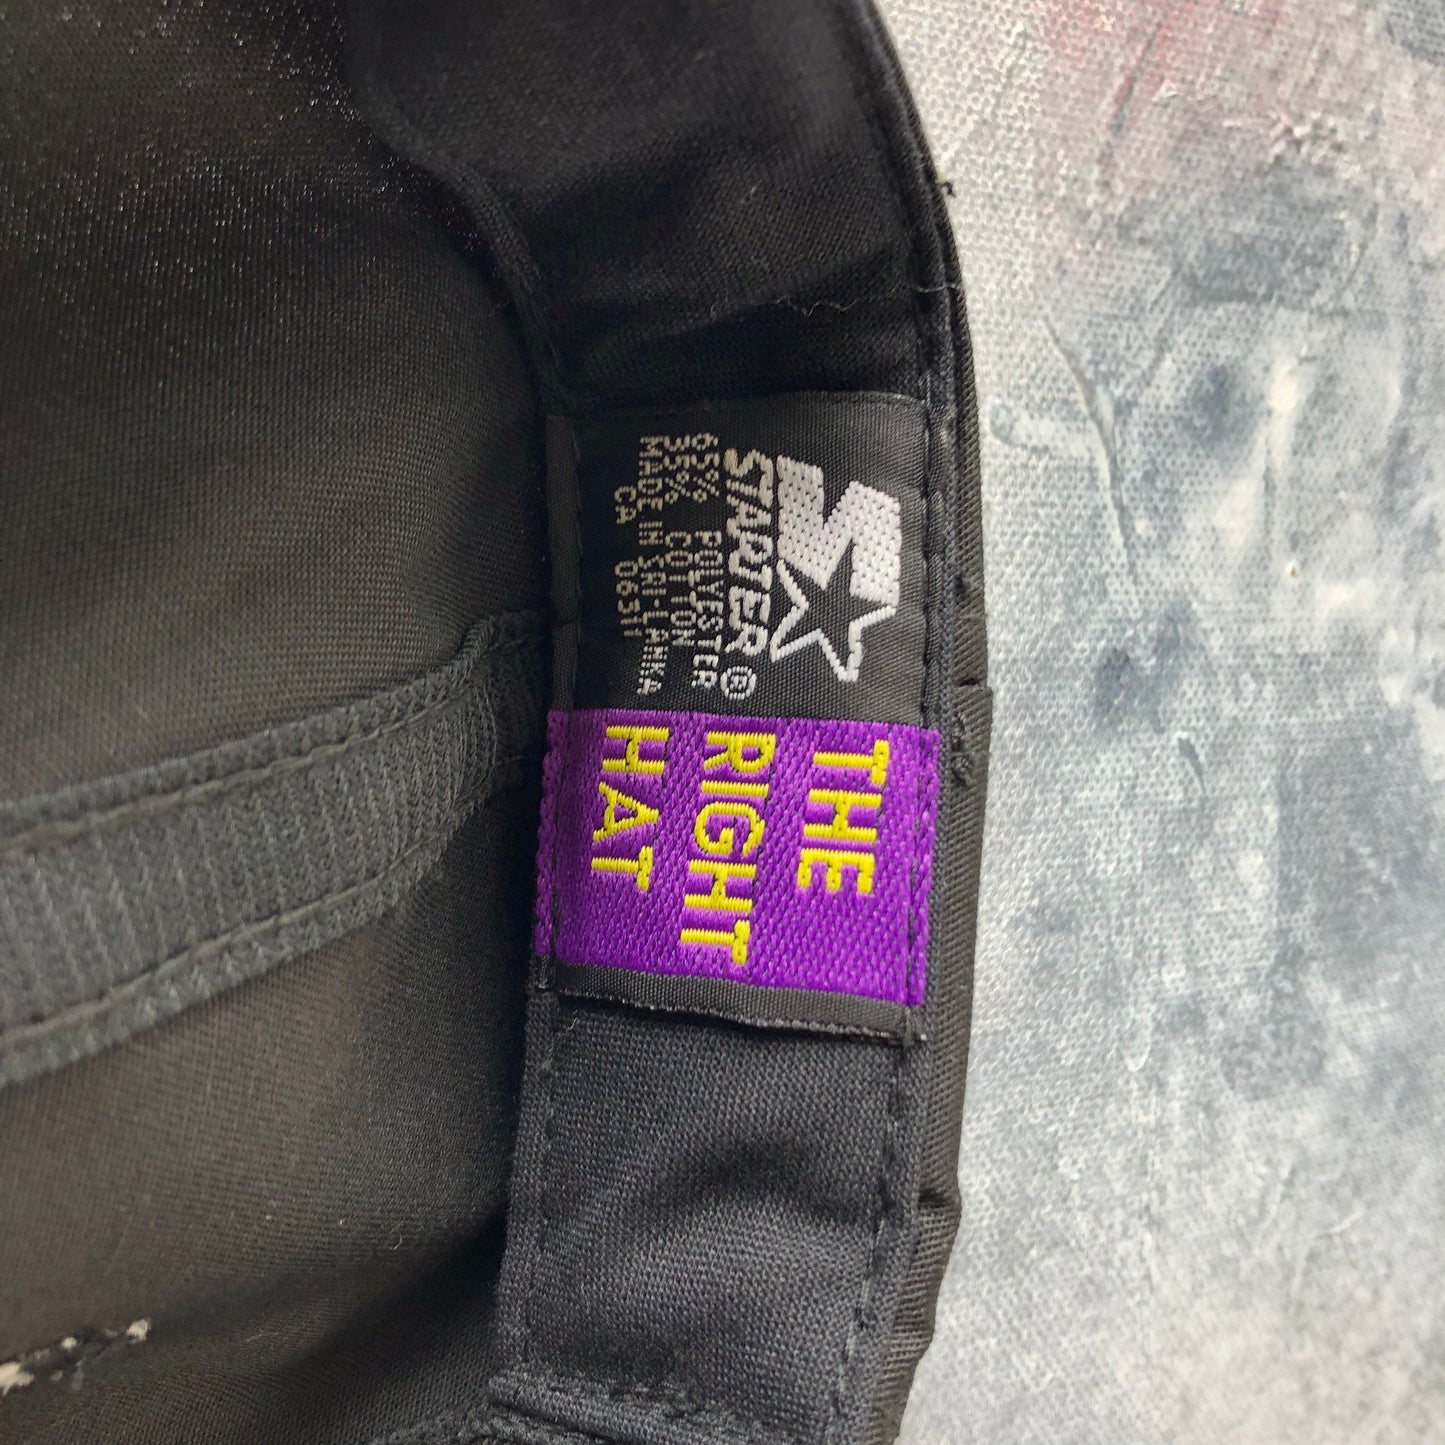 STARTER®
65% POLYESTER
35% COTTON
MADE IN SRI-LANKA
CA 06311
THE
RIGHT
HAT